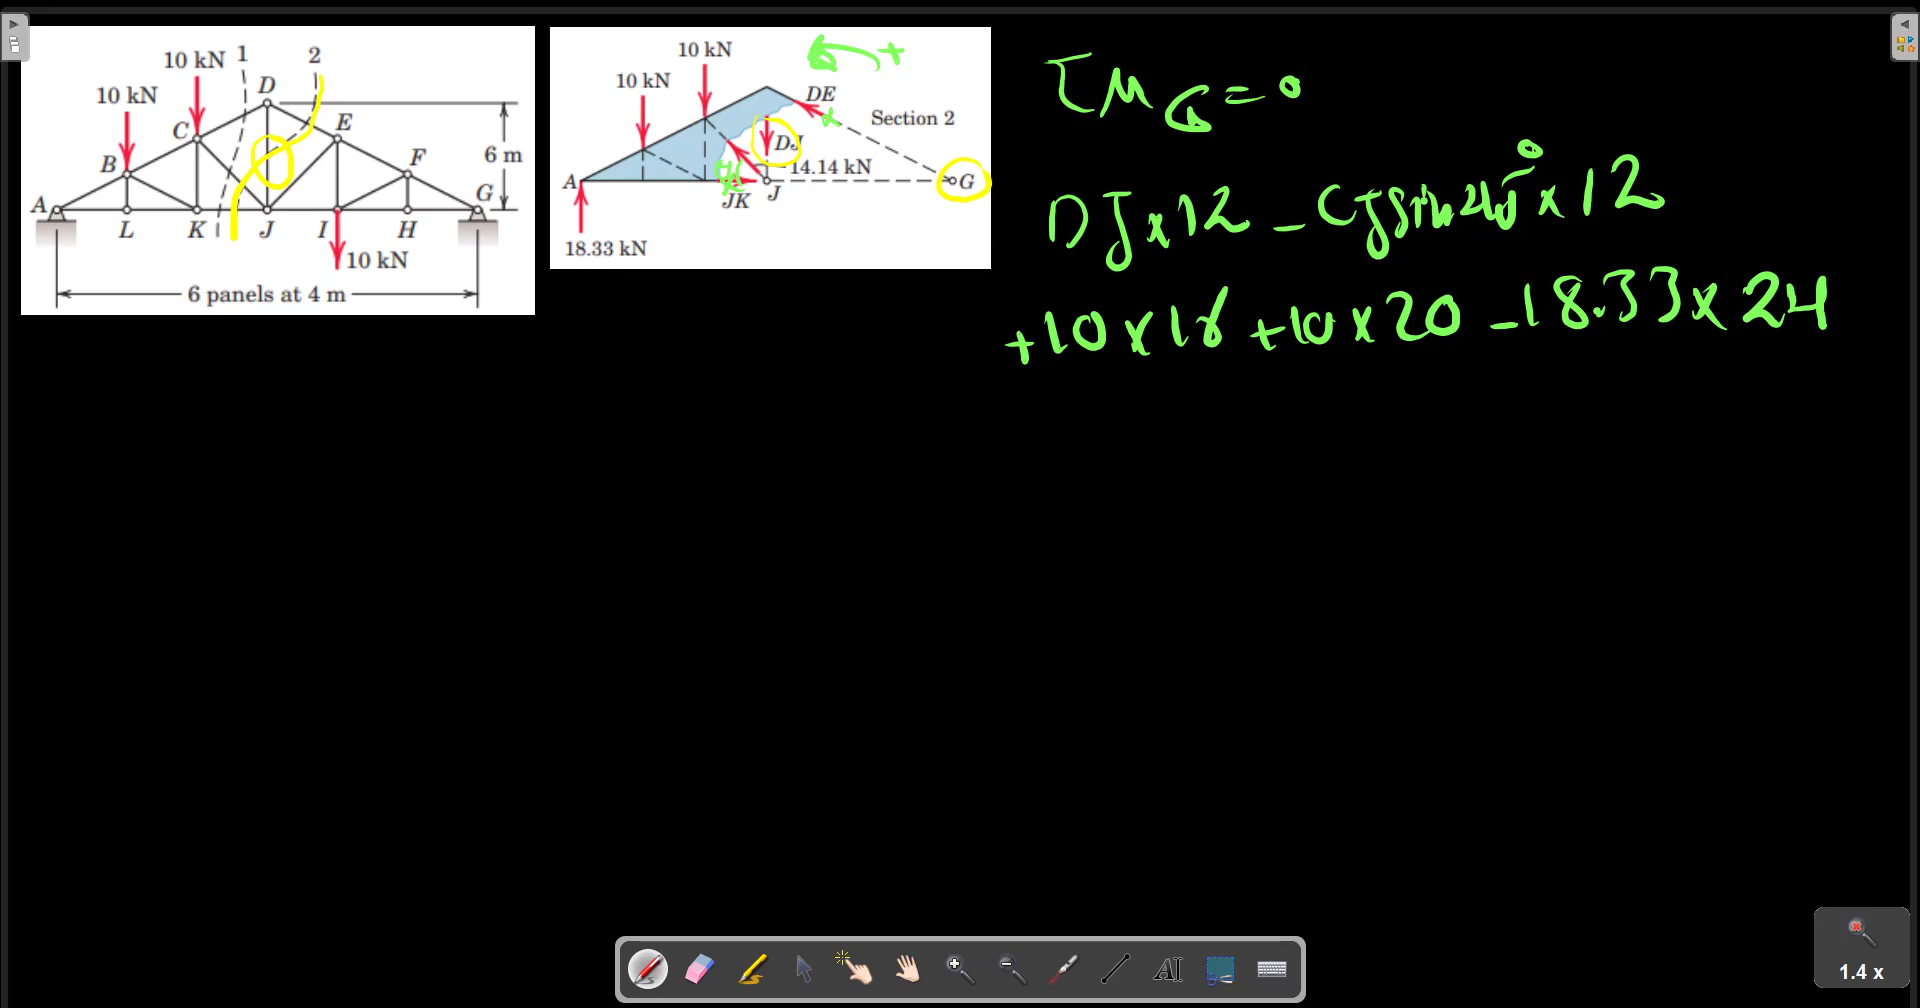 10 kN 1
2
10 kN
D
C
E
B
F
6 m
A
G
L
K
J
I
H
10 kN
6 panels at 4 m
10 kN
+
10 kN
DE
Section 2
DJ
14.14 kN
A
G
JK
J
18.33 kN
ΣM_G = 0
DJ x 12 - CJ sin 45° x 12
+10 x 16 + 10 x 20 - 18.33 x 24
AI
1.4 x